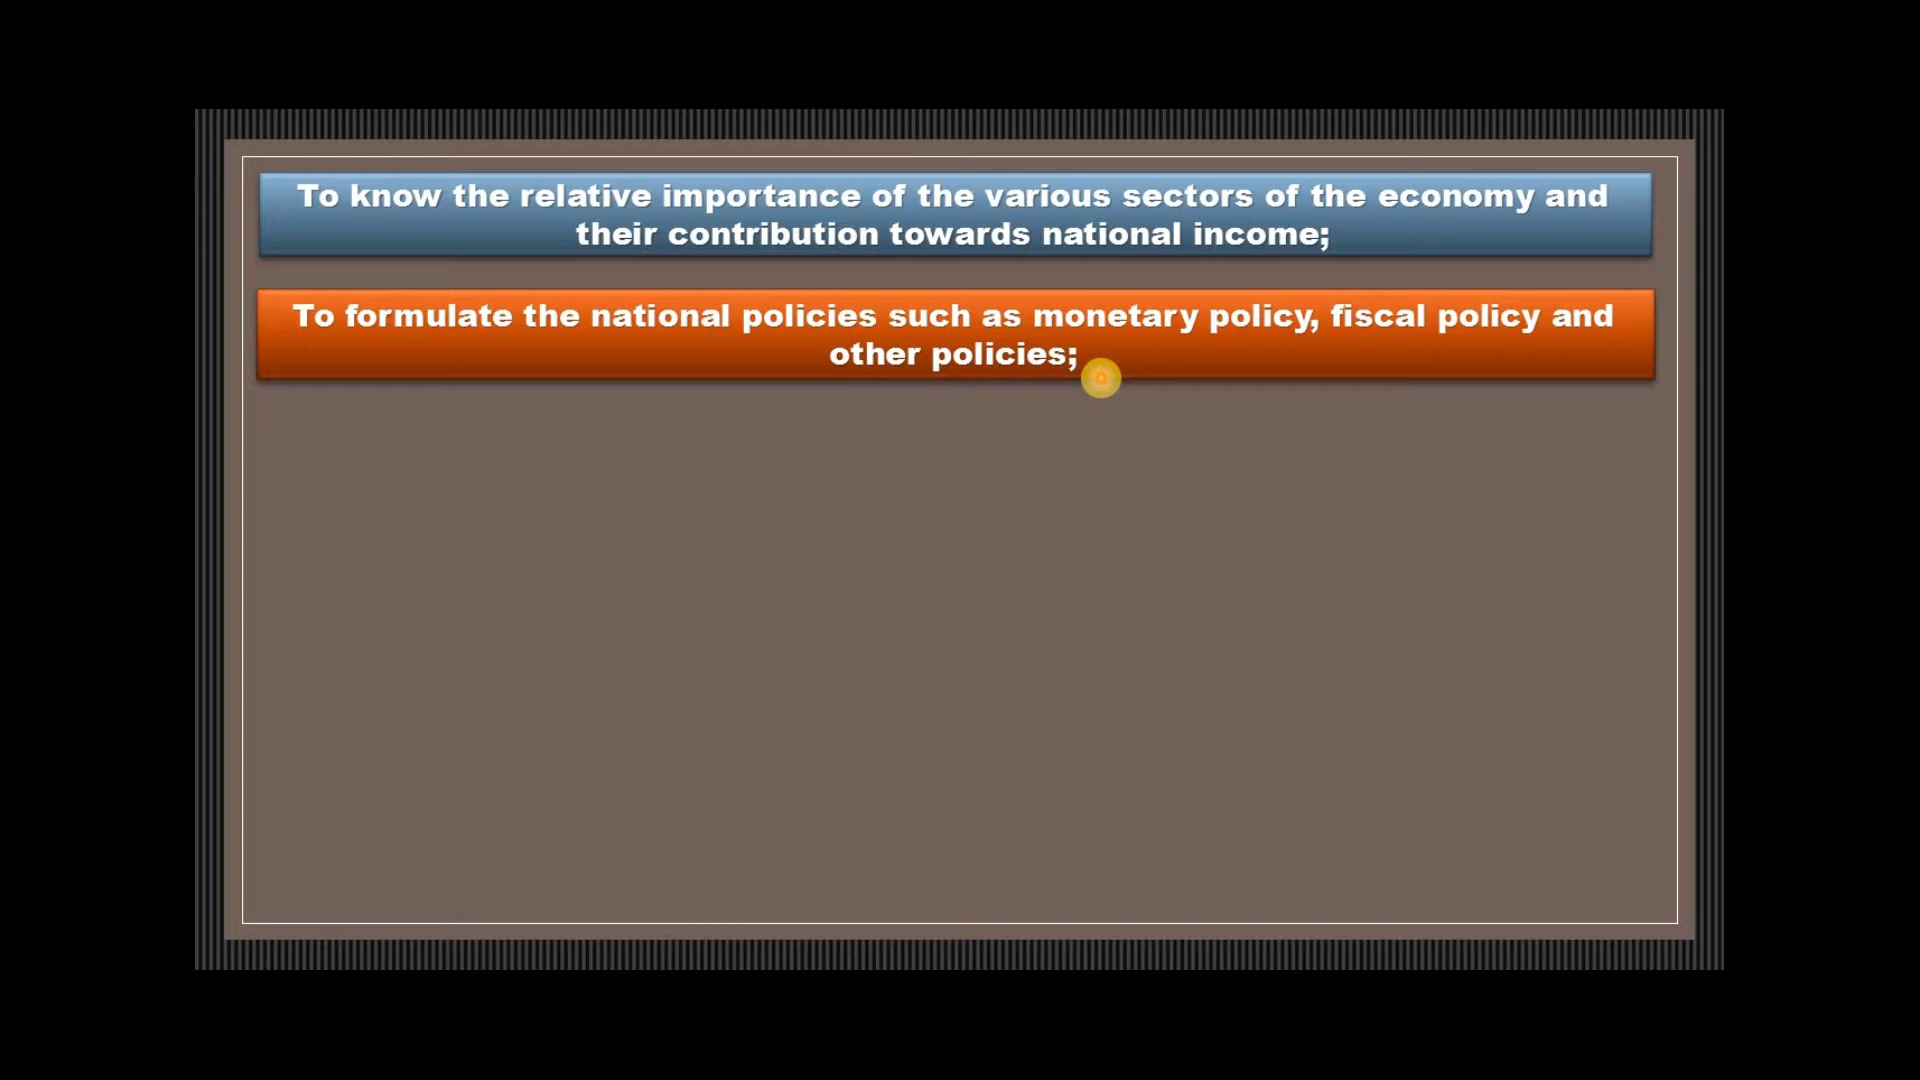 To know the relative importance of the various sectors of the economy and
their contribution towards national income;
To formulate the national policies such as monetary policy, fiscal policy and
other policies;